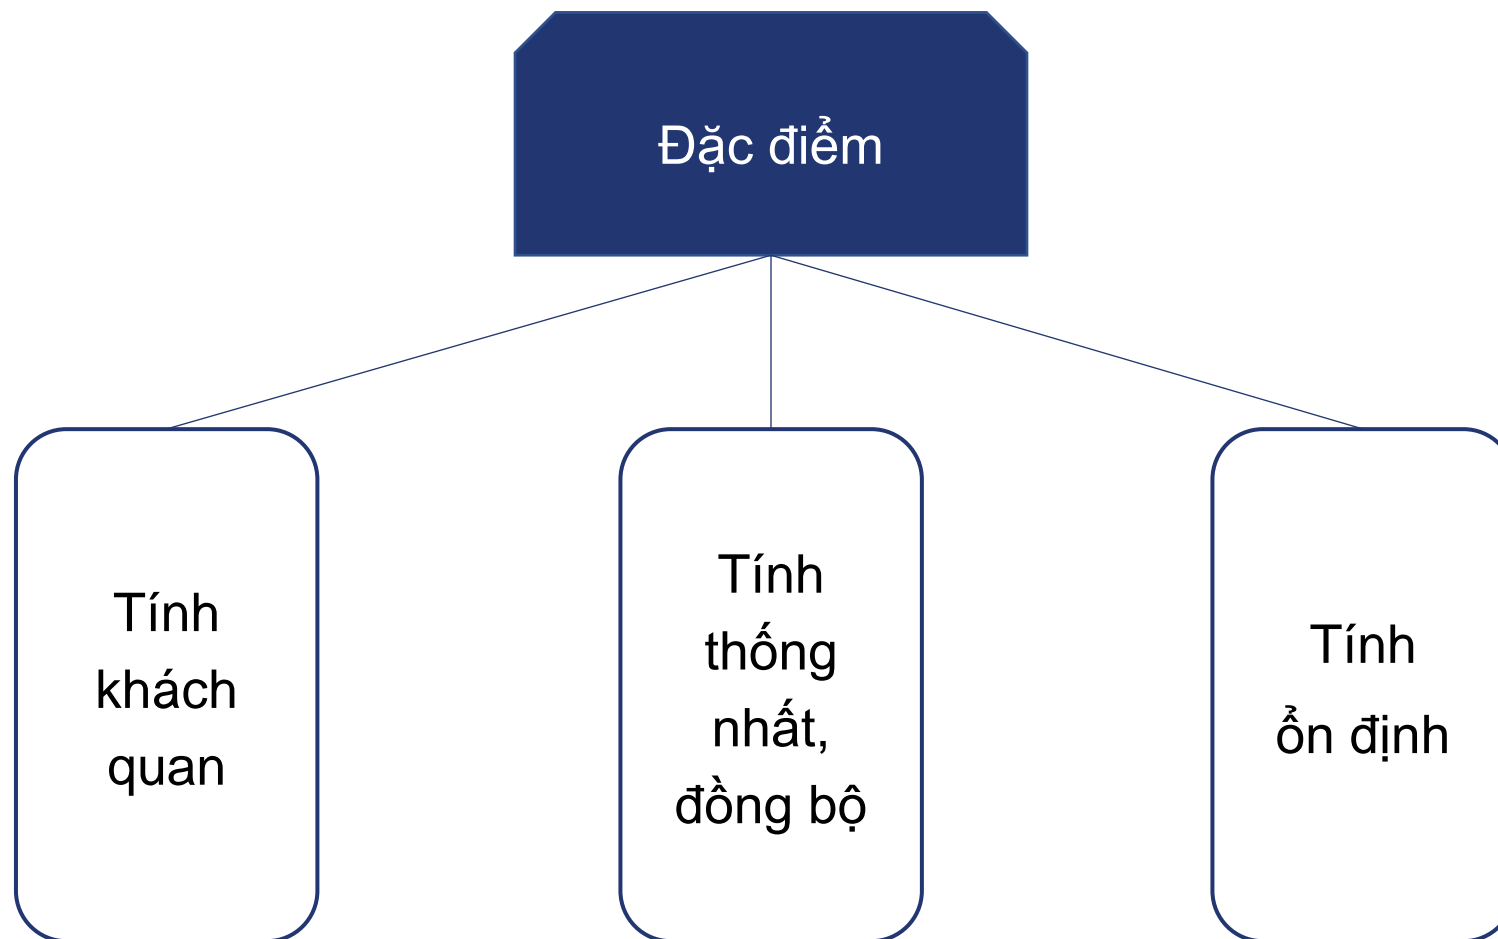 Đặc điểm
Tính
khách
quan
Tính
thống
nhất,
đồng bộ
Tính
ổn định